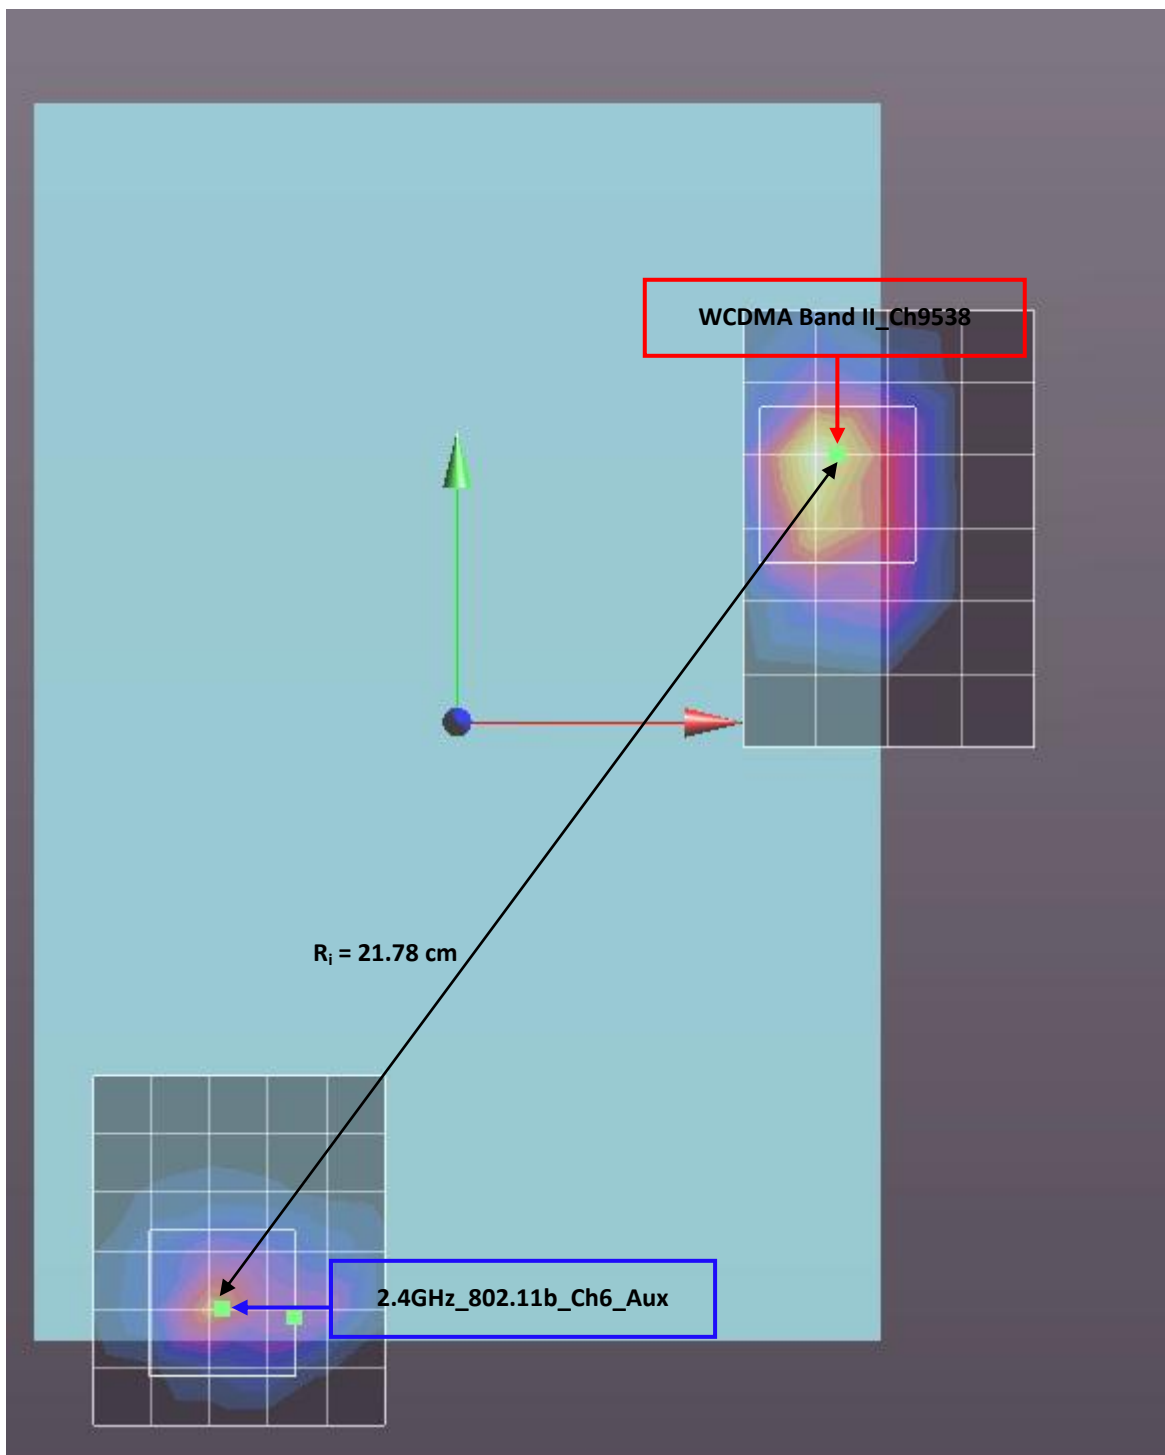 WCDMA Band II_Ch9538
Rᵢ = 21.78 cm
2.4GHz_802.11b_Ch6_Aux